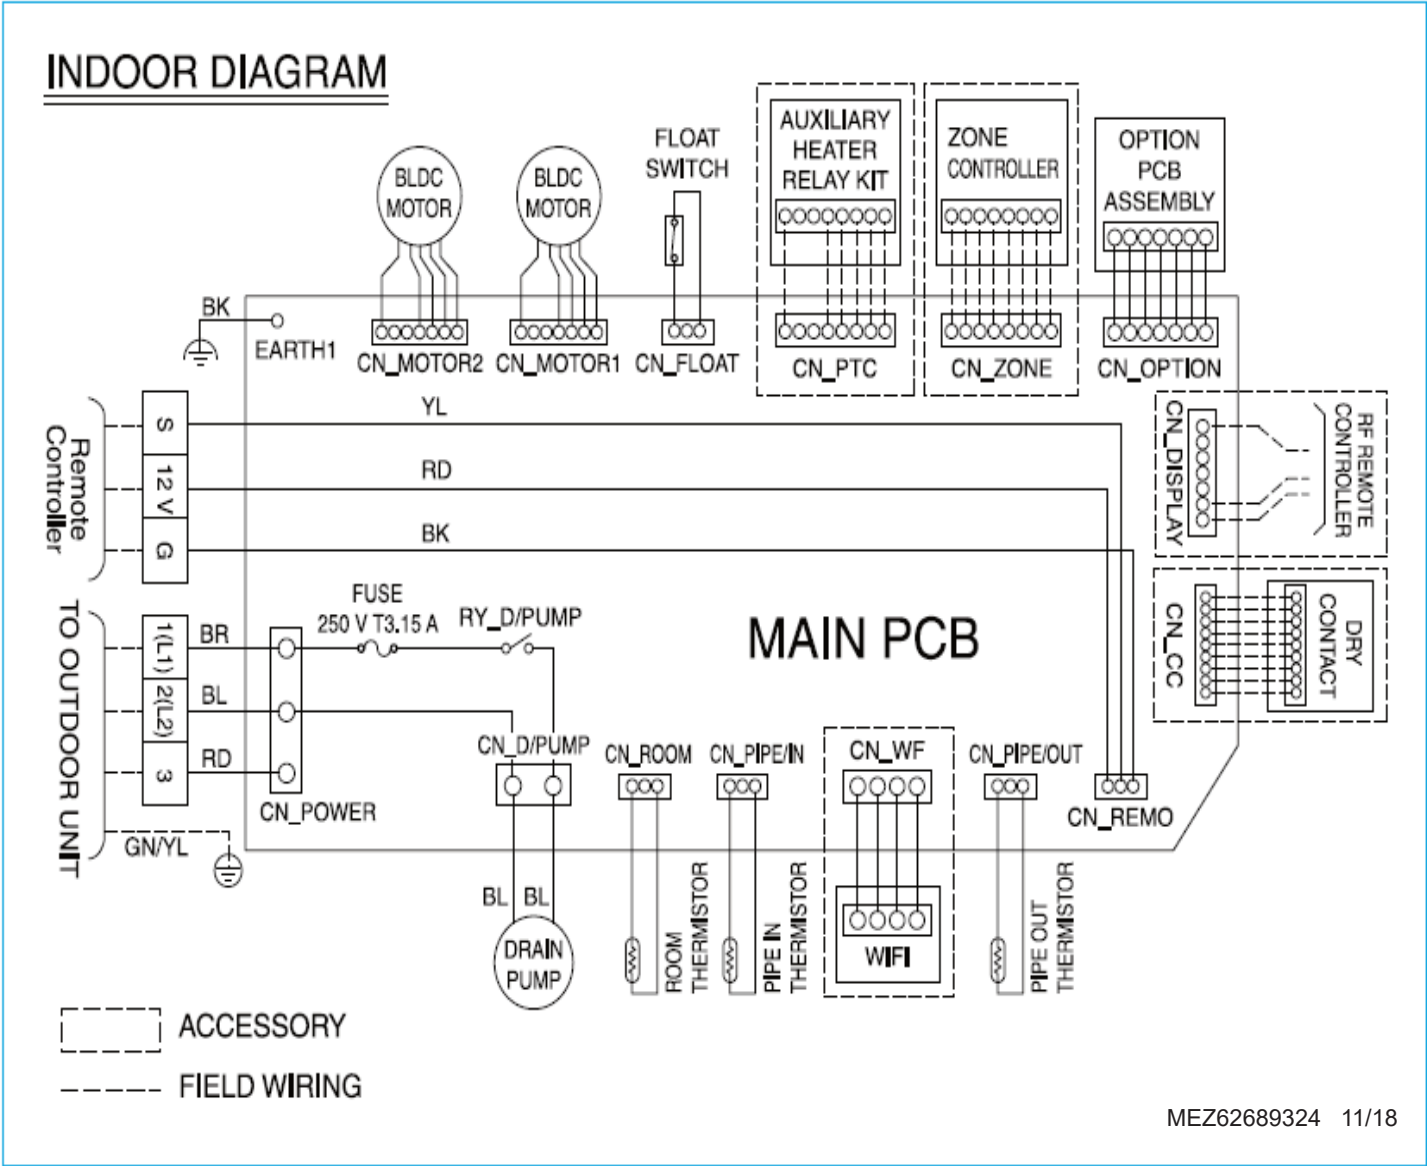 INDOOR DIAGRAM
BLDC
MOTOR
BLDC
MOTOR
FLOAT
SWITCH
AUXILIARY
HEATER
RELAY KIT
ZONE
CONTROLLER
OPTION
PCB
ASSEMBLY
BK
EARTH1
CN_MOTOR2
CN_MOTOR1
CN_FLOAT
CN_PTC
CN_ZONE
CN_OPTION
Remote
Controller
S
12 V
G
YL
RD
BK
CN_DISPLAY
RF REMOTE
CONTROLLER
TO OUTDOOR UNIT
1(L1)
2(L2)
3
BR
BL
RD
GN/YL
CN_POWER
FUSE
250 V T3.15 A
RY_D/PUMP
MAIN PCB
CN_CC
DRY
CONTACT
CN_D/PUMP
CN_ROOM
CN_PIPE/IN
CN_WF
CN_PIPE/OUT
CN_REMO
BL
BL
DRAIN
PUMP
ROOM
THERMISTOR
PIPE IN
THERMISTOR
WIFI
PIPE OUT
THERMISTOR
ACCESSORY
FIELD WIRING
MEZ62689324 11/18